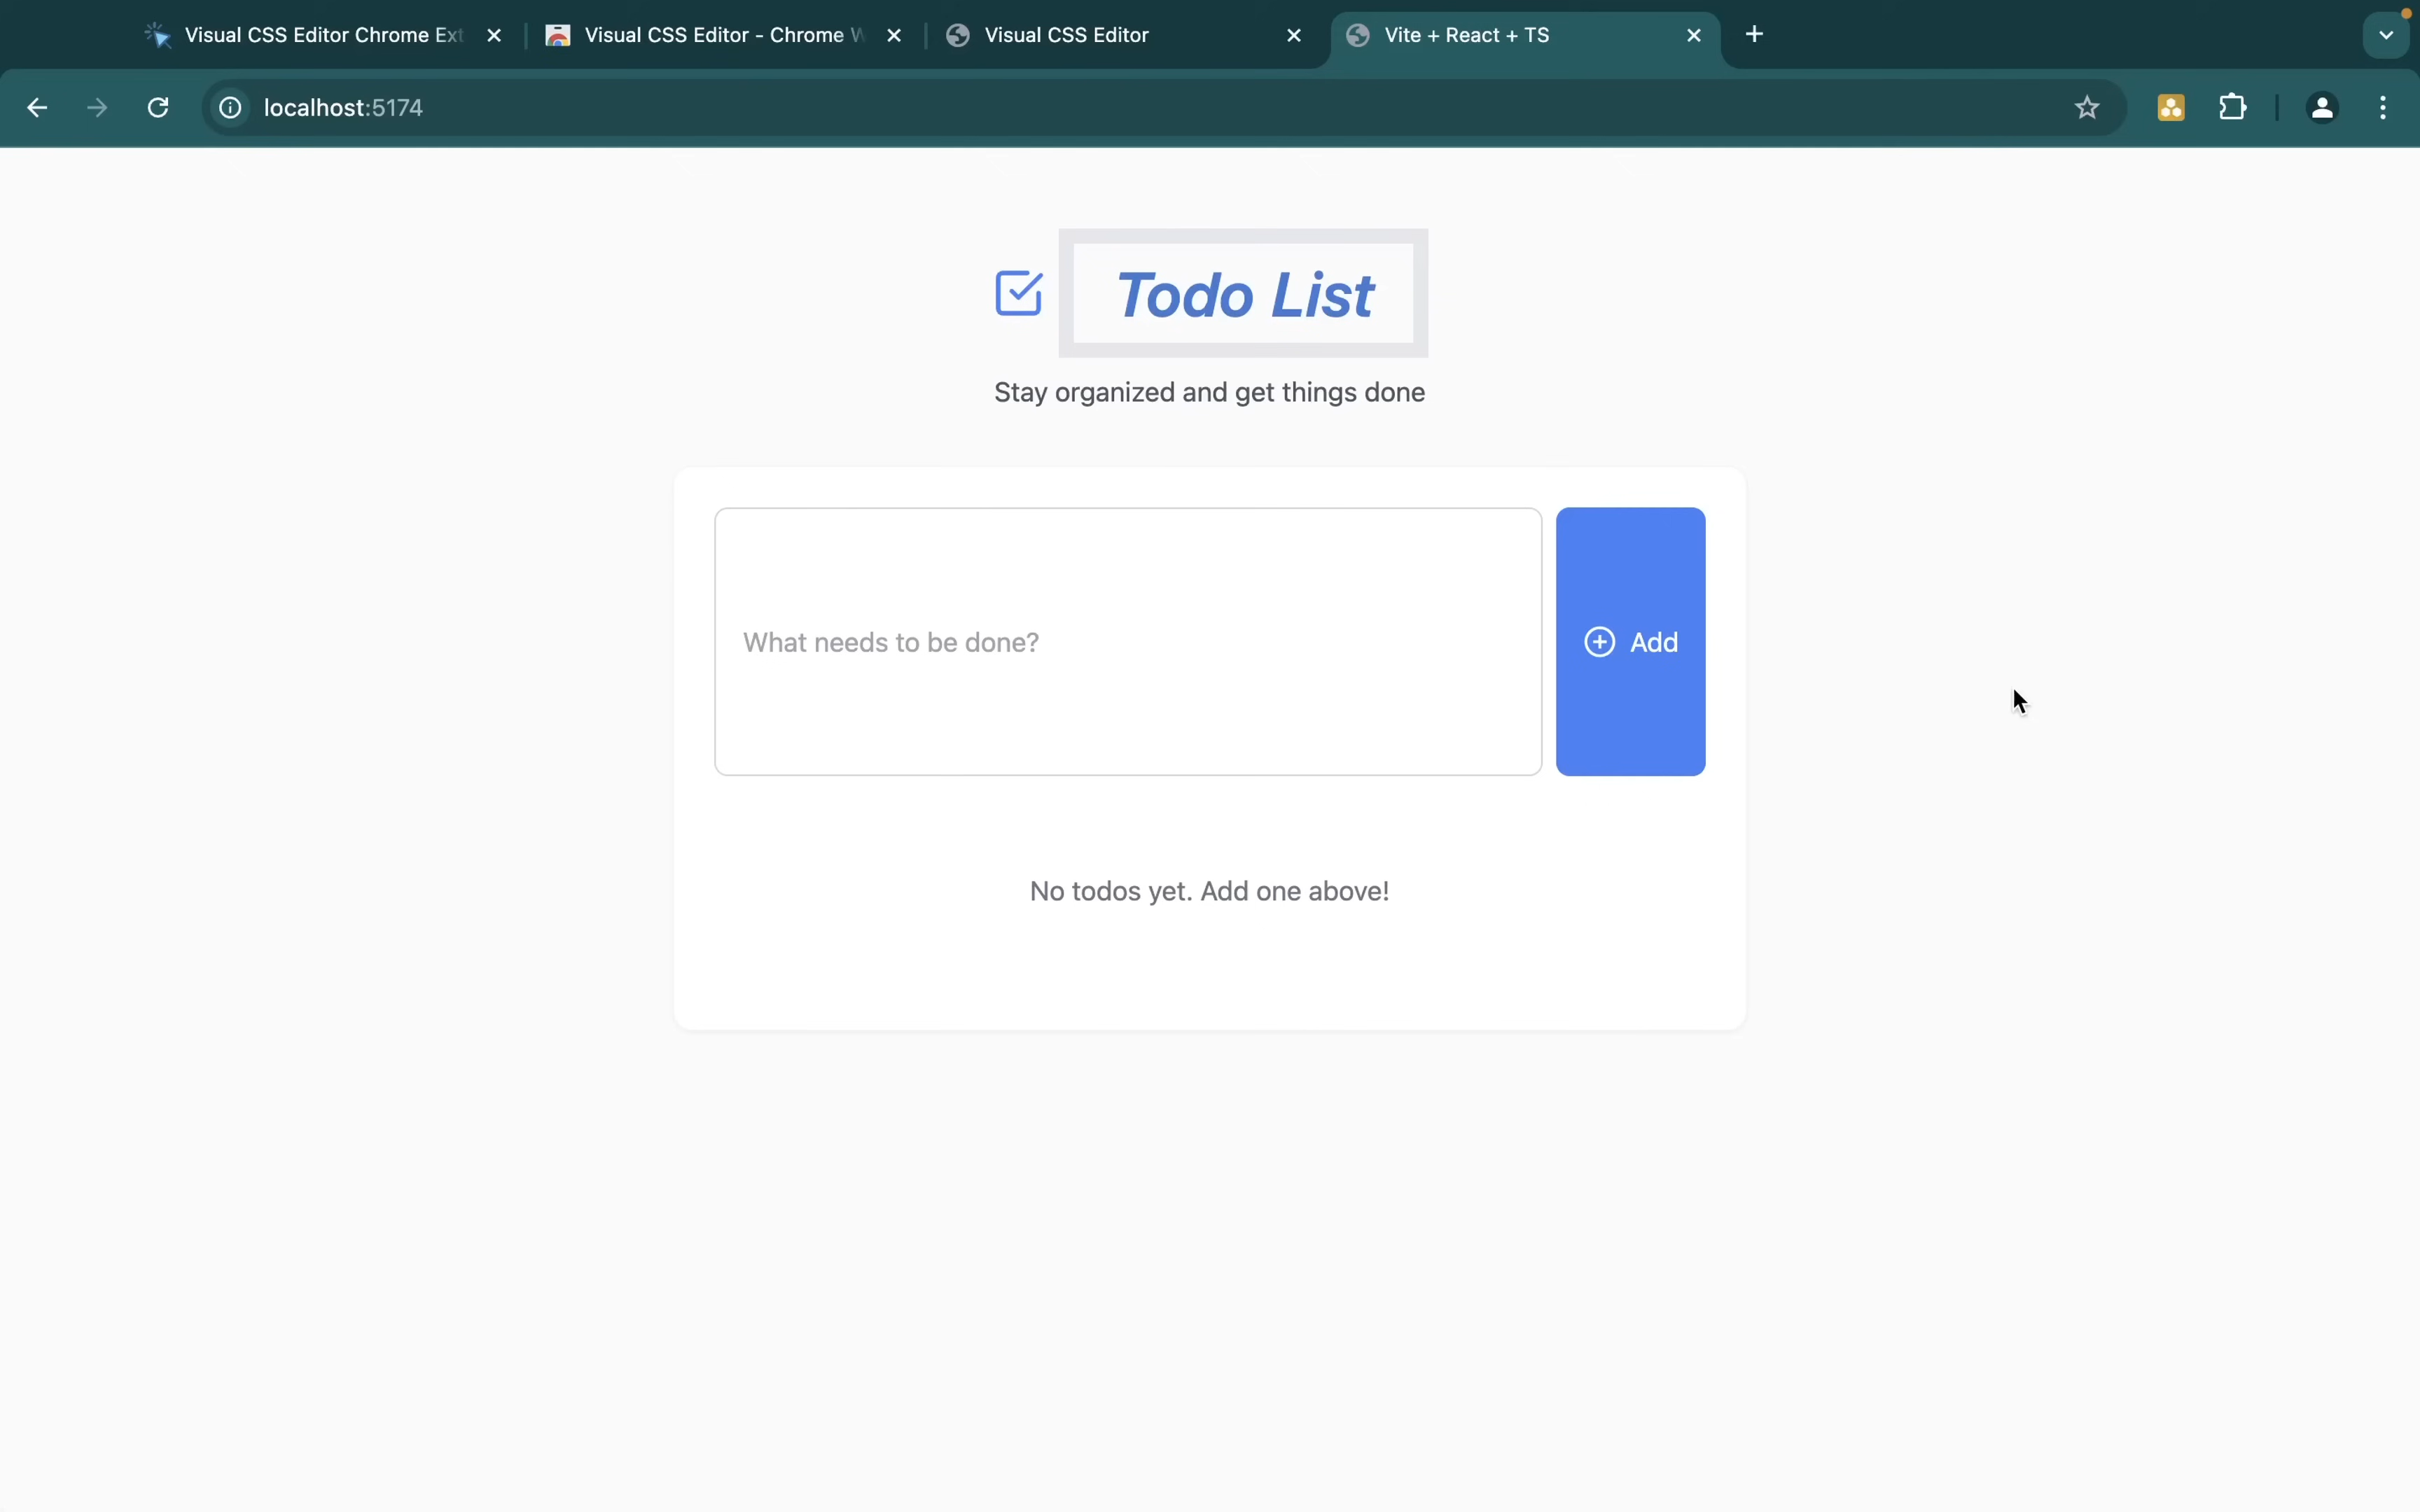 Visual CSS Editor Chrome Ext
Visual CSS Editor - Chrome W
Visual CSS Editor
Vite + React + TS
localhost:5174
Todo List
Stay organized and get things done
What needs to be done?
Add
No todos yet. Add one above!